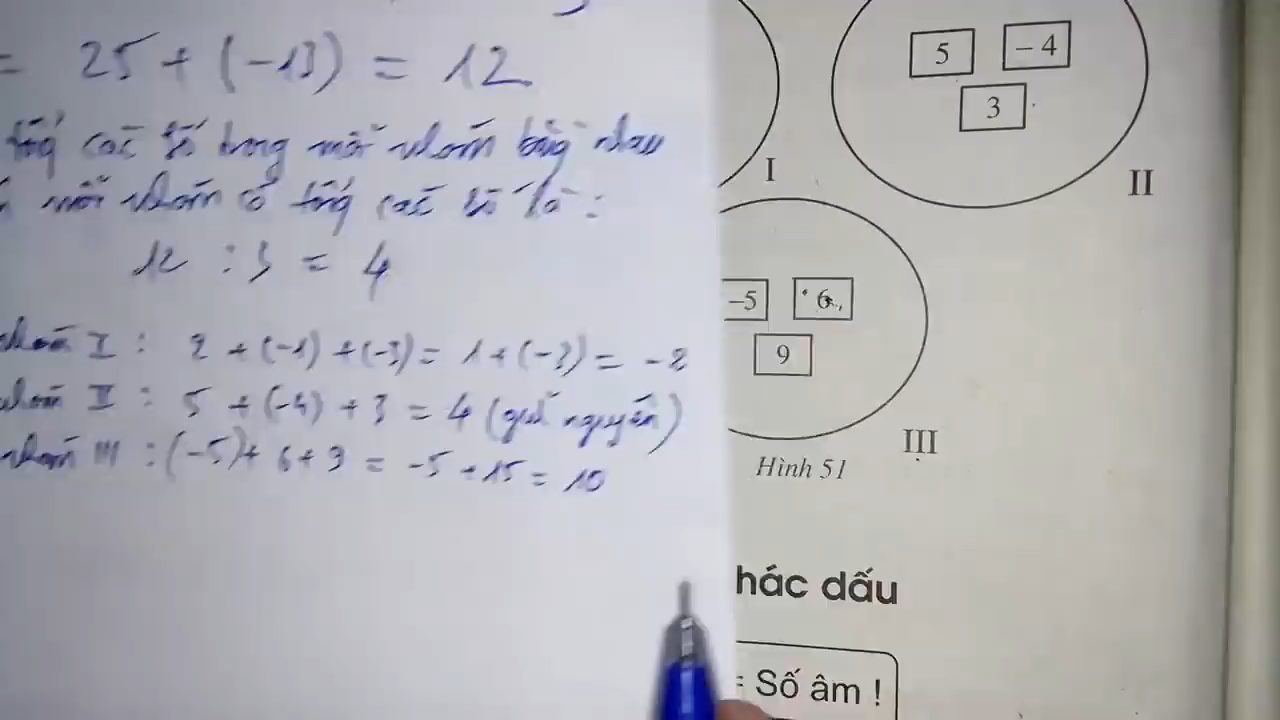 = 25 + (-13) = 12
tổng các số trong mỗi nhóm bằng nhau
mỗi nhóm có tổng các số là :
12 : 3 = 4
nhóm I : 2 + (-1) + (-3) = 1 + (-3) = -2
nhóm II : 5 + (-4) + 3 = 4 (giữ nguyên)
nhóm III : (-5) + 6 + 9 = -5 + 15 = 10
5 – 4
3
I
II
–5 6
9
III
Hình 51
hác dấu
= Số âm !